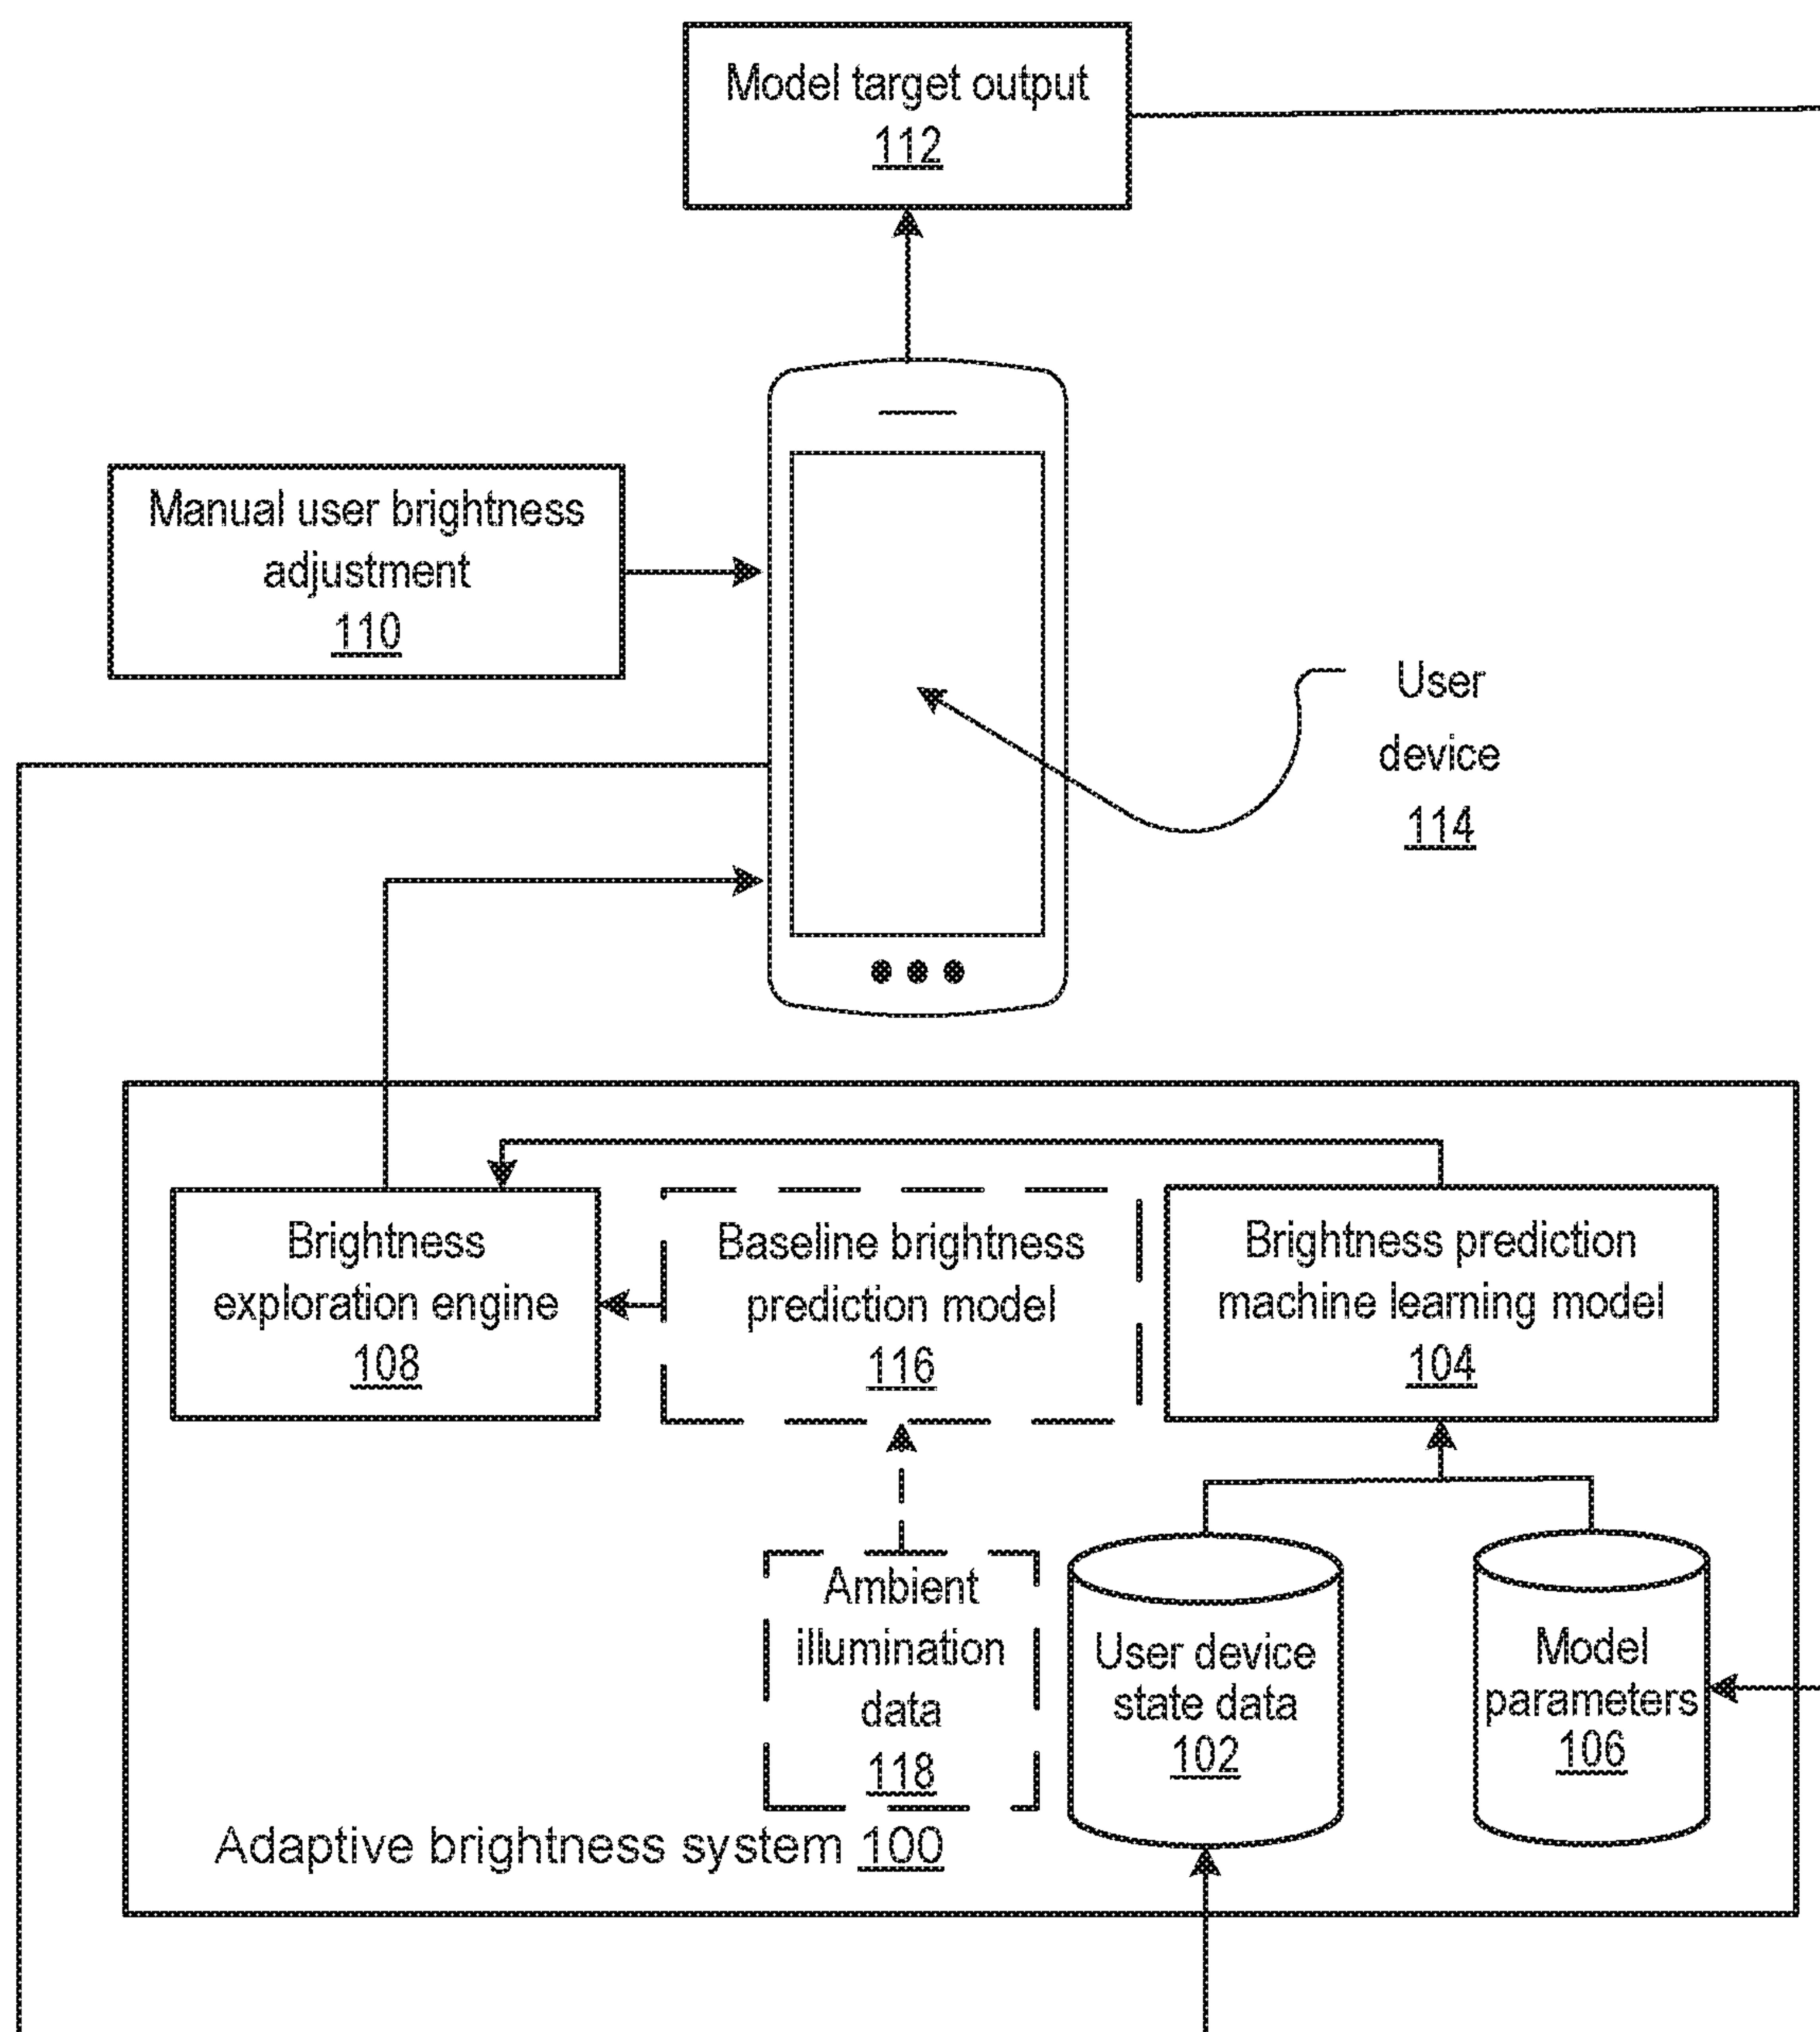 Model target output
112
Manual user brightness
adjustment
110
User
device
114
Brightness
exploration engine
108
Baseline brightness
prediction model
116
Brightness prediction
machine learning model
104
Ambient
illumination
data
118
User device
state data
102
Model
parameters
106
Adaptive brightness system 100